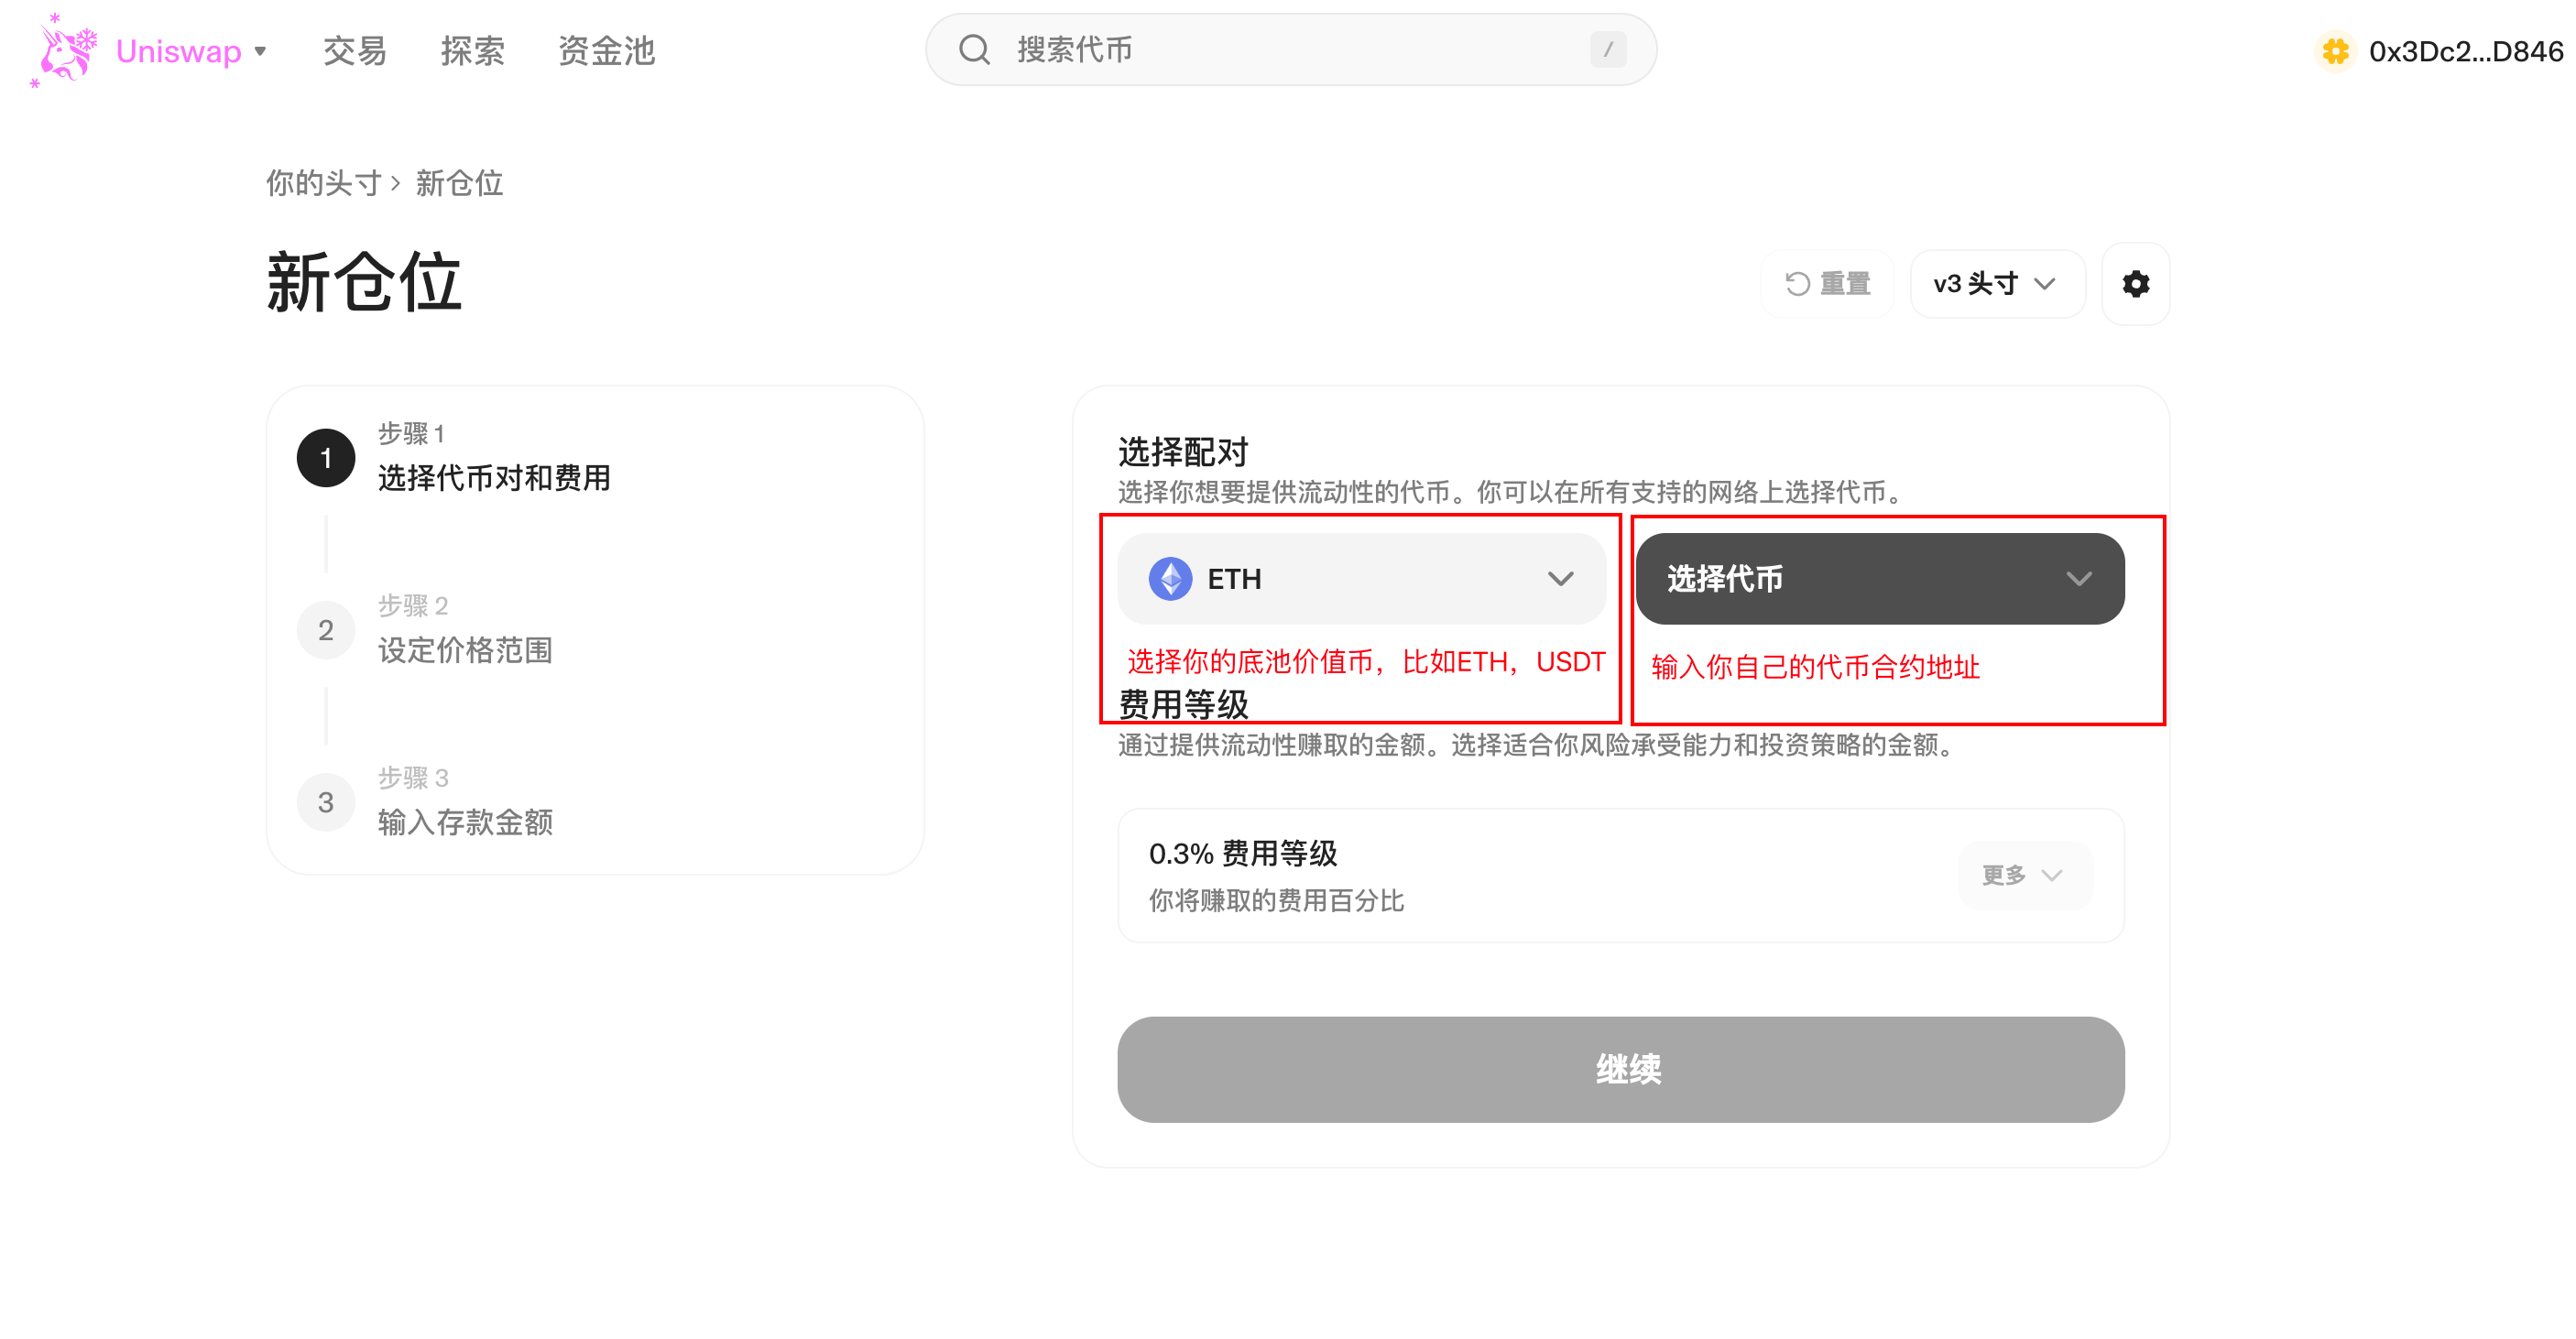 Uniswap 交易 探索 资金池 搜索代币 / 0x3Dc2...D846
你的头寸 > 新仓位
新仓位
重置 v3 头寸
1 步骤 1
选择代币对和费用
2 步骤 2
设定价格范围
3 步骤 3
输入存款金额
选择配对
选择你想要提供流动性的代币。你可以在所有支持的网络上选择代币。
ETH 选择代币
选择你的底池价值币，比如ETH，USDT 输入你自己的代币合约地址
费用等级
通过提供流动性赚取的金额。选择适合你风险承受能力和投资策略的金额。
0.3% 费用等级
你将赚取的费用百分比
更多
继续